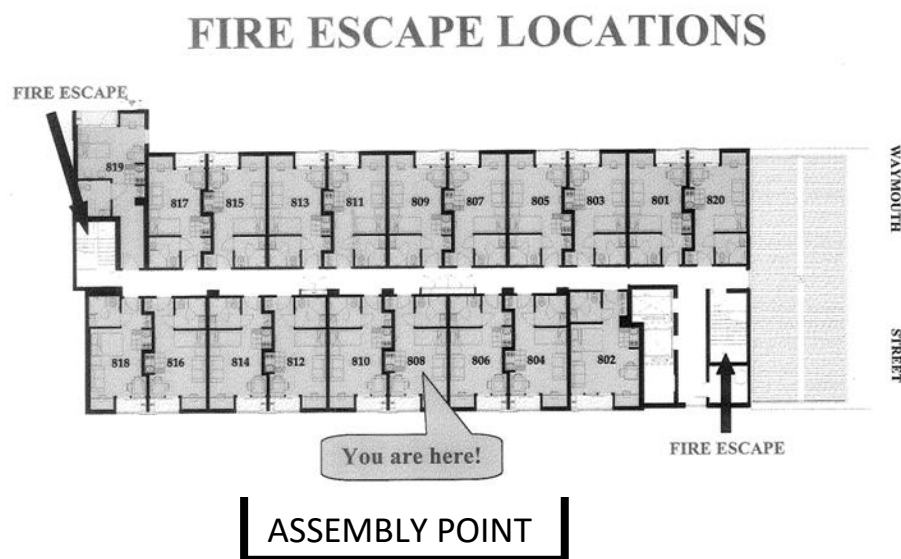 FIRE ESCAPE LOCATIONS
FIRE ESCAPE
819
817
815
813
811
809
807
805
803
801
820
WAYMOUTH
STREET
818
816
814
812
810
808
806
804
802
You are here!
FIRE ESCAPE
ASSEMBLY POINT